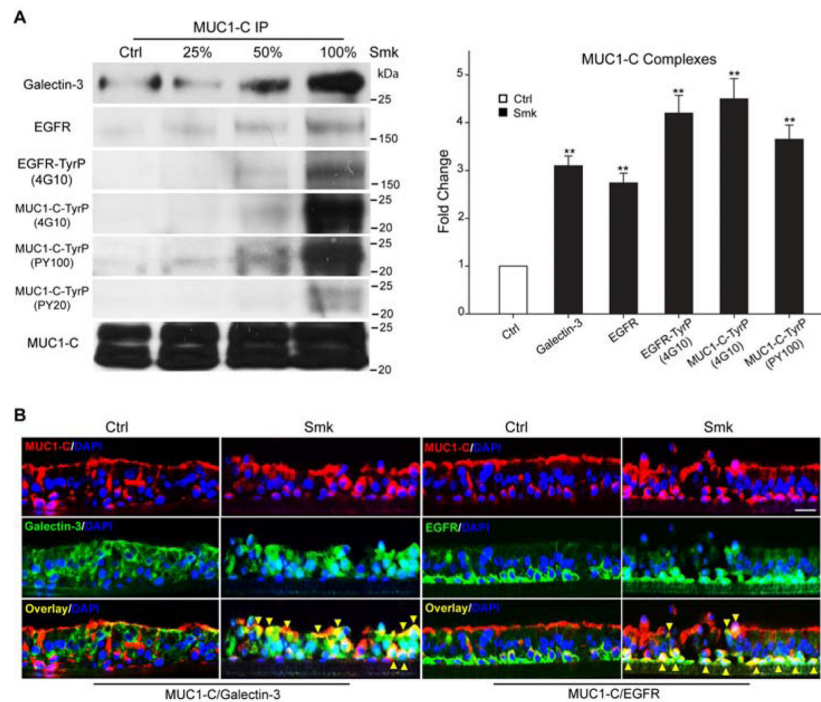 A
MUC1-C IP
Ctrl 25% 50% 100% Smk
kDa
Galectin-3
25
EGFR
150
EGFR-TyrP
(4G10)
150
MUC1-C-TyrP
(4G10)
25
20
MUC1-C-TyrP
(PY100)
25
20
MUC1-C-TyrP
(PY20)
25
20
MUC1-C
25
20
MUC1-C Complexes
Ctrl
Smk
Fold Change
5
4
3
2
1
0
**
**
**
**
**
Ctrl
Galectin-3
EGFR
EGFR-TyrP
(4G10)
MUC1-C-TyrP
(4G10)
MUC1-C-TyrP
(PY100)
B
Ctrl Smk Ctrl Smk
MUC1-C/DAPI MUC1-C/DAPI
Galectin-3/DAPI EGFR/DAPI
Overlay/DAPI Overlay/DAPI
MUC1-C/Galectin-3 MUC1-C/EGFR